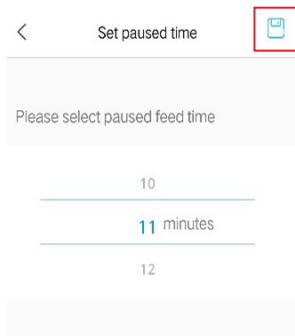 Set paused time
Please select paused feed time
10
11 minutes
12